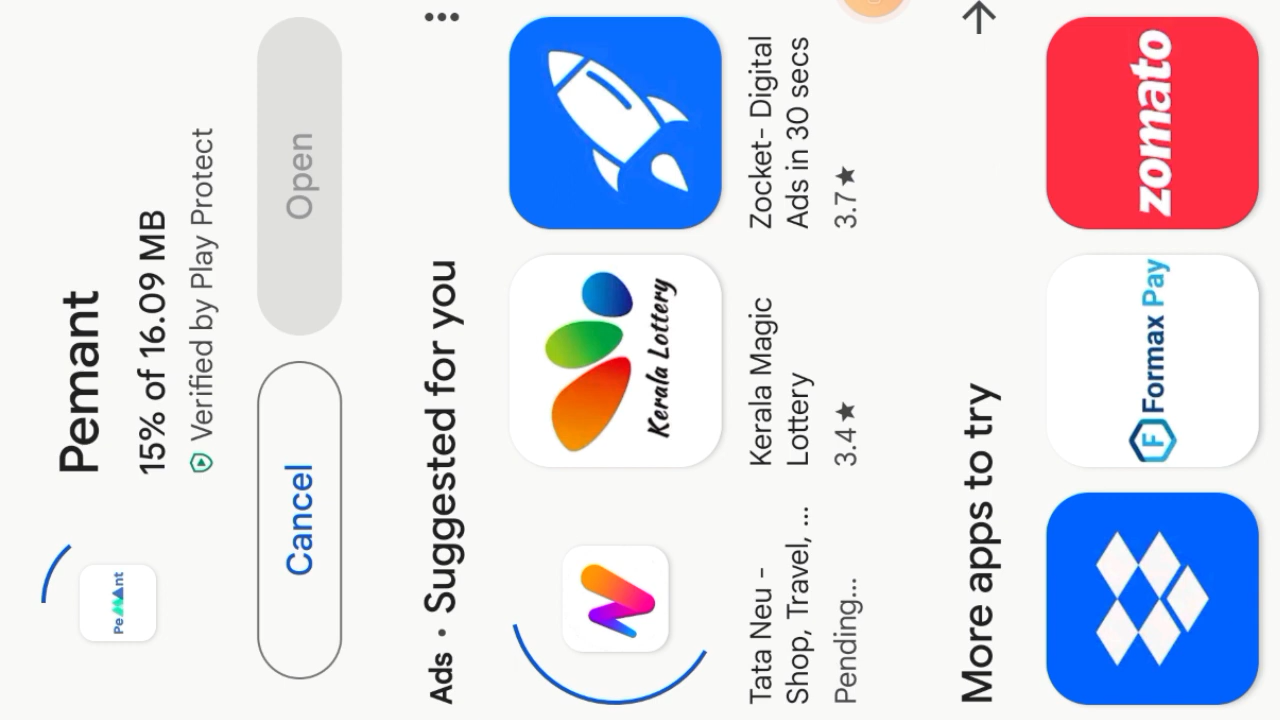 Pemant
15% of 16.09 MB
Verified by Play Protect
PeMAnt
Cancel
Open
Ads • Suggested for you
Kerala Lottery
Tata Neu -
Shop, Travel, ...
Pending...
Kerala Magic
Lottery
3.4★
Zocket- Digital
Ads in 30 secs
3.7★
More apps to try
F Formax Pay
zomato